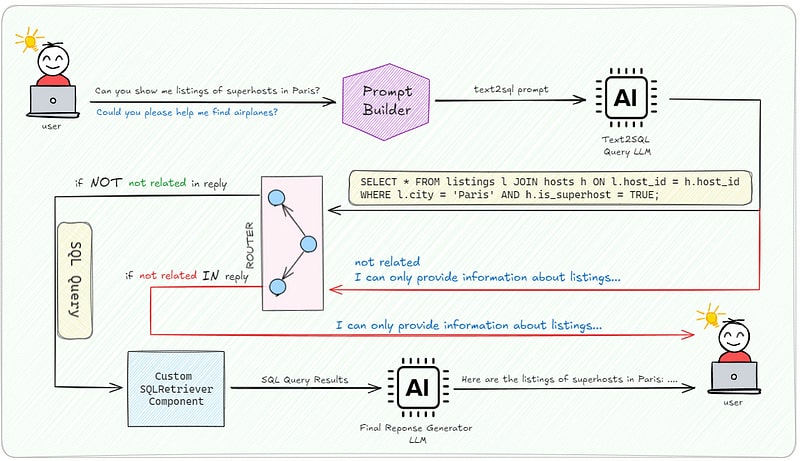 Can you show me listings of superhosts in Paris?
Could you please help me find airplanes?
user
Prompt
Builder
text2sql prompt
AI
Text2SQL
Query LLM
if NOT not related in reply
SELECT * FROM listings l JOIN hosts h ON l.host_id = h.host_id
WHERE l.city = 'Paris' AND h.is_superhost = TRUE;
ROUTER
SQL Query
if not related IN reply
not related
I can only provide information about listings...
I can only provide information about listings...
Custom
SQLRetriever
Component
SQL Query Results
AI
Final Reponse Generator
LLM
Here are the listings of superhosts in Paris: ....
user